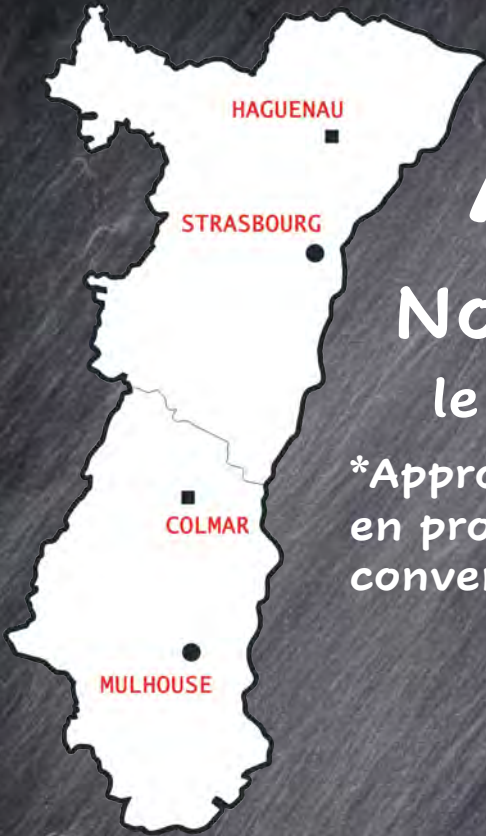 HAGUENAU
STRASBOURG
No
le
*Appro
en pro
conver
COLMAR
MULHOUSE